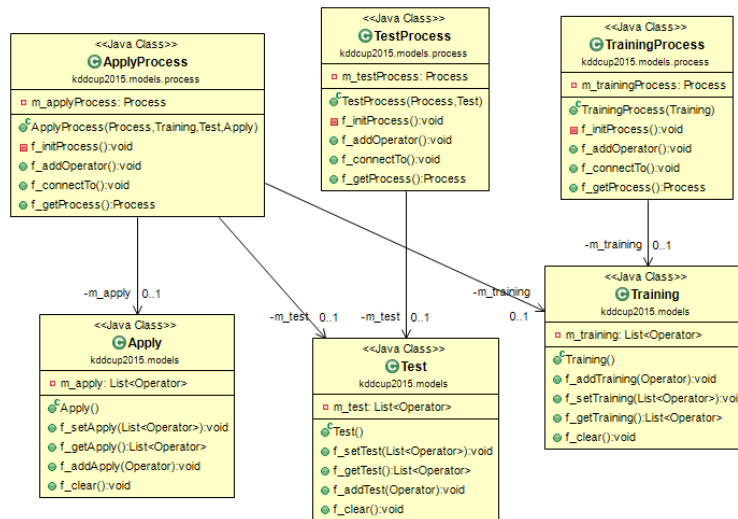 <<Java Class>>
ApplyProcess
kddcup2015.models.process
m_applyProcess: Process
ApplyProcess(Process,Training,Test,Apply)
f_initProcess():void
f_addOperator():void
f_connectTo():void
f_getProcess():Process
<<Java Class>>
TestProcess
kddcup2015.models.process
m_testProcess: Process
TestProcess(Process,Test)
f_initProcess():void
f_addOperator():void
f_connectTo():void
f_getProcess():Process
<<Java Class>>
TrainingProcess
kddcup2015.models.process
m_trainingProcess: Process
TrainingProcess(Training)
f_initProcess():void
f_addOperator():void
f_connectTo():void
f_getProcess():Process
-m_apply 0..1
-m_test 0..1
-m_test 0..1
-m_training
0..1
-m_training 0..1
<<Java Class>>
Apply
kddcup2015.models
m_apply: List<Operator>
Apply()
f_setApply(List<Operator>):void
f_getApply():List<Operator>
f_addApply(Operator):void
f_clear():void
<<Java Class>>
Test
kddcup2015.models
m_test: List<Operator>
Test()
f_setTest(List<Operator>):void
f_getTest():List<Operator>
f_addTest(Operator):void
f_clear():void
<<Java Class>>
Training
kddcup2015.models
m_training: List<Operator>
Training()
f_addTraining(Operator):void
f_setTraining(List<Operator>):void
f_getTraining():List<Operator>
f_clear():void